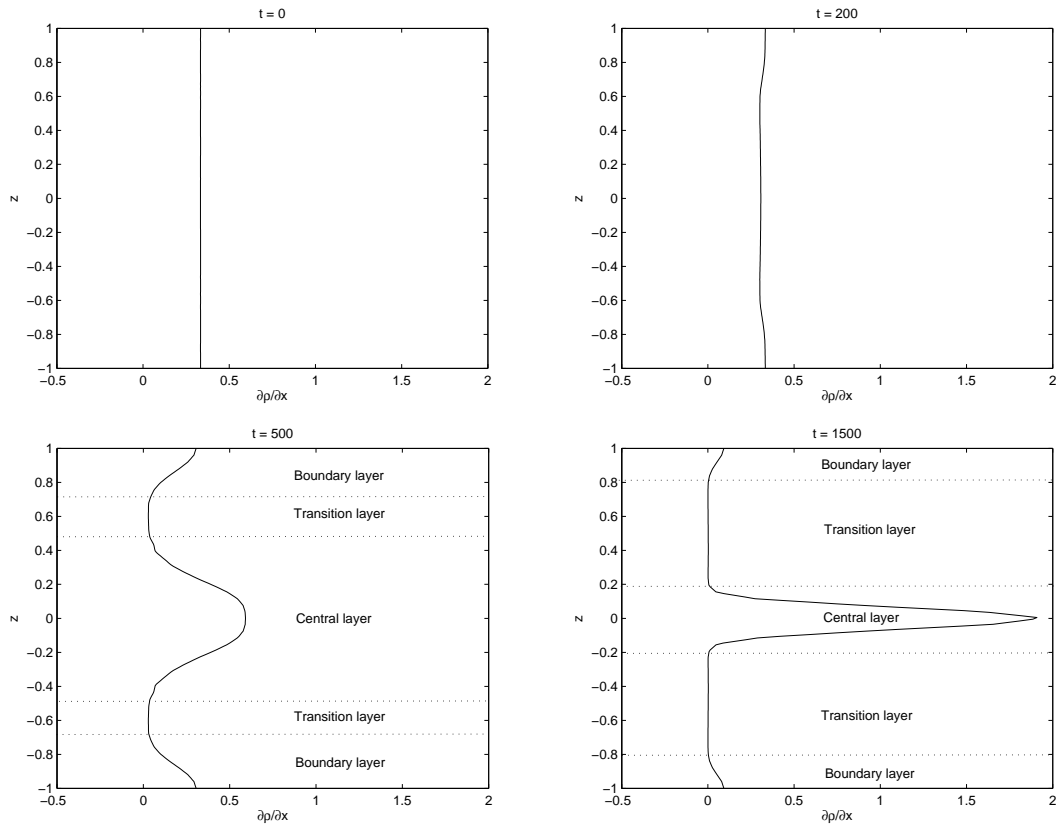 t = 0
1
0.8
0.6
0.4
0.2
0
−0.2
−0.4
−0.6
−0.8
−1
z
−0.5 0 0.5 1 1.5 2
∂ρ/∂x
t = 200
1
0.8
0.6
0.4
0.2
0
−0.2
−0.4
−0.6
−0.8
−1
z
−0.5 0 0.5 1 1.5 2
∂ρ/∂x
t = 500
1
0.8
0.6
0.4
0.2
0
−0.2
−0.4
−0.6
−0.8
−1
z
Boundary layer
Transition layer
Central layer
Transition layer
Boundary layer
−0.5 0 0.5 1 1.5 2
∂ρ/∂x
t = 1500
1
0.8
0.6
0.4
0.2
0
−0.2
−0.4
−0.6
−0.8
−1
z
Boundary layer
Transition layer
Central layer
Transition layer
Boundary layer
−0.5 0 0.5 1 1.5 2
∂ρ/∂x